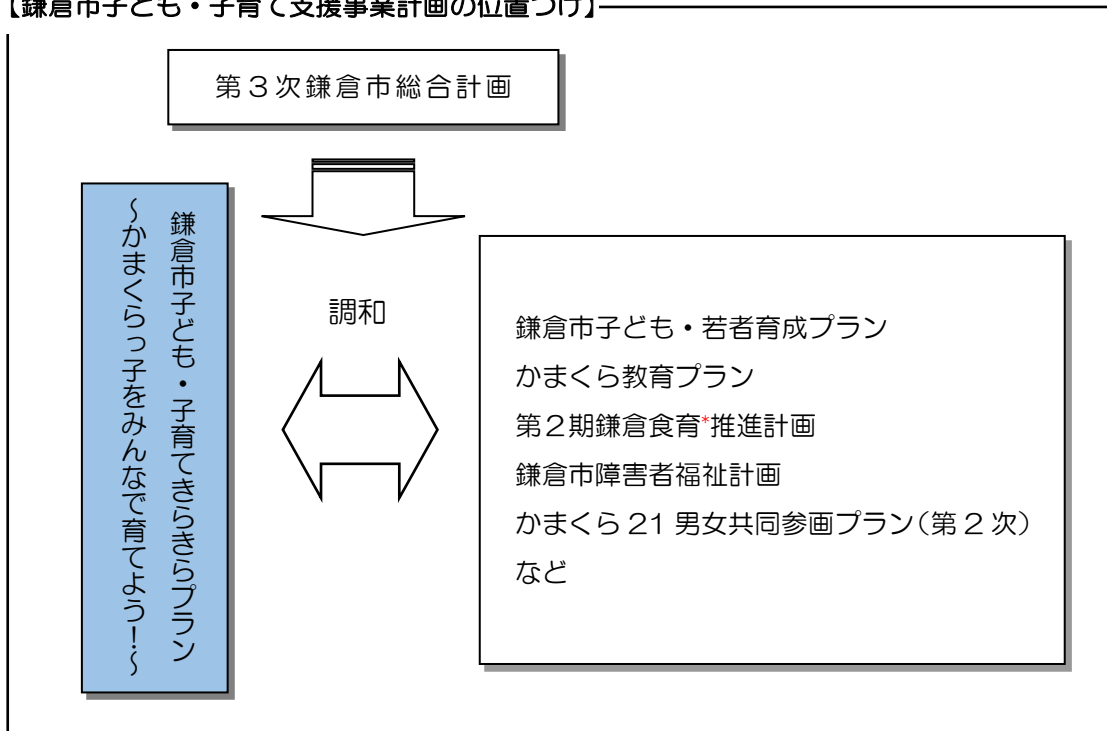 【鎌倉市子ども・子育て支援事業計画の位置づけ】
第３次鎌倉市総合計画
鎌倉市子ども・子育てきらきらプラン
～かまくらっ子をみんなで育てよう！～
調和
鎌倉市子ども・若者育成プラン
かまくら教育プラン
第２期鎌倉食育*推進計画
鎌倉市障害者福祉計画
かまくら 21 男女共同参画プラン（第 2 次）
など